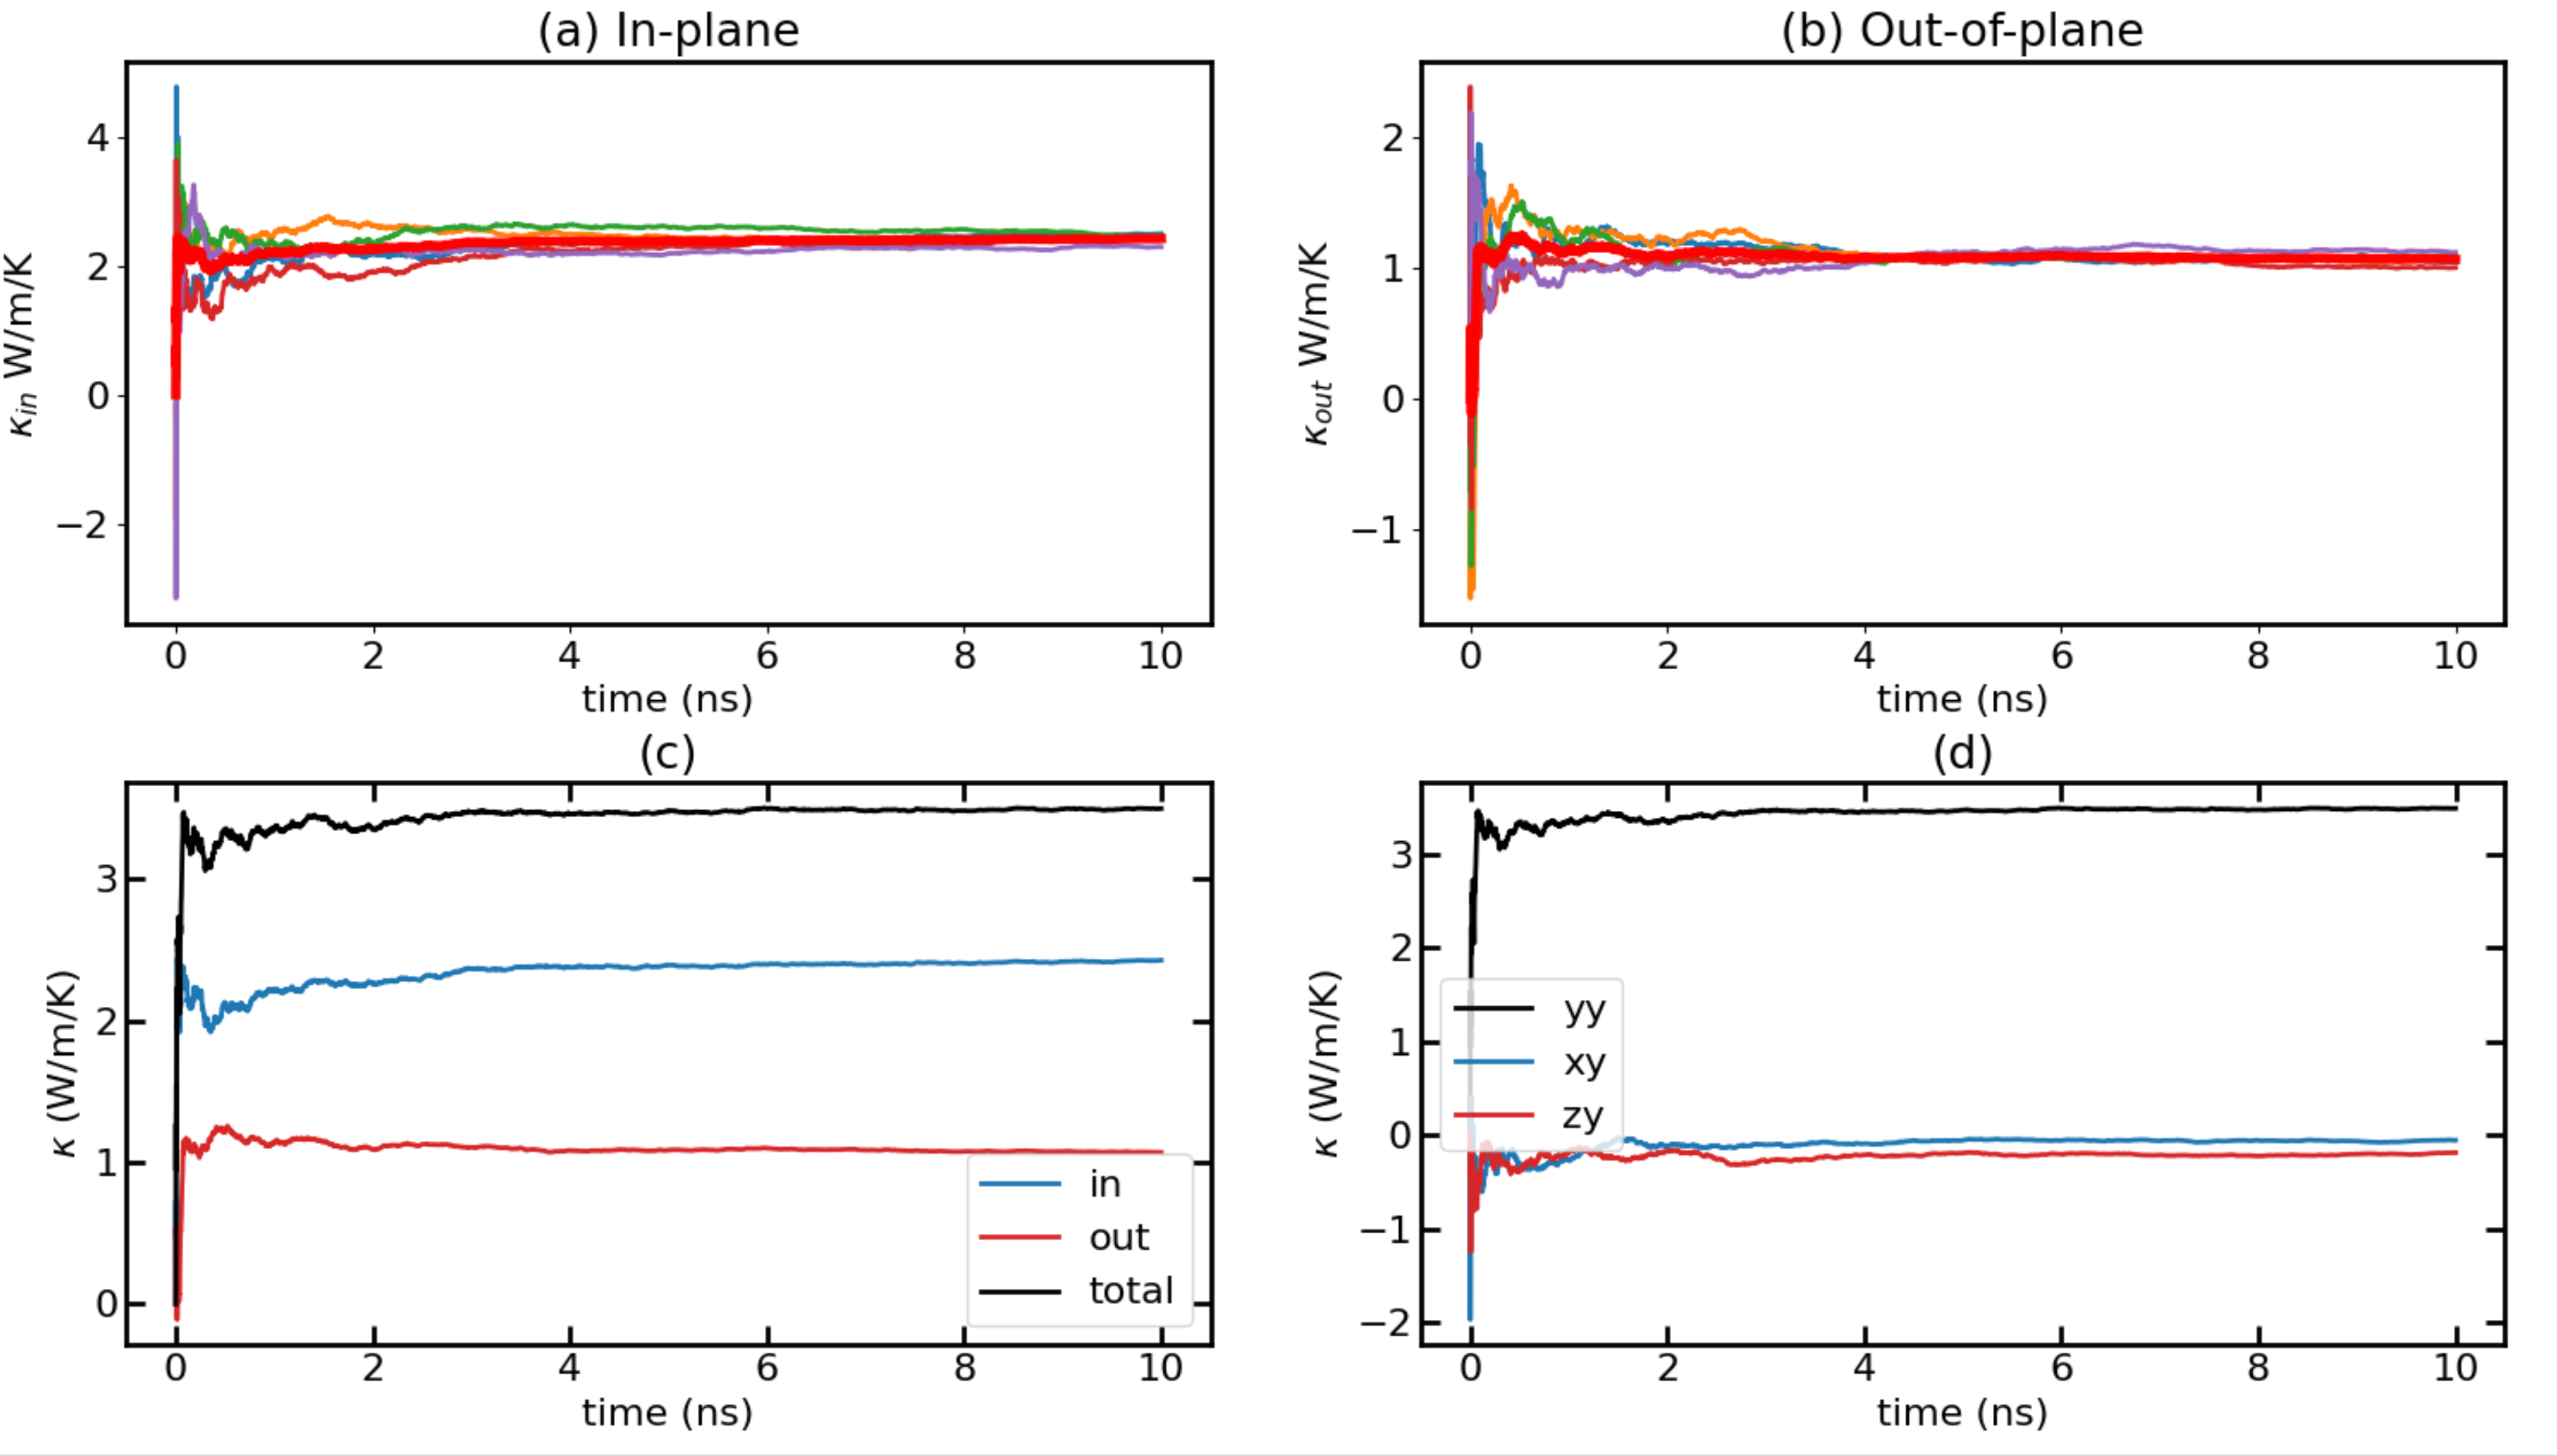 (a) In-plane
κin W/m/K
4
2
0
−2
0 2 4 6 8 10
time (ns)
(b) Out-of-plane
κout W/m/K
2
1
0
−1
0 2 4 6 8 10
time (ns)
(c)
κ (W/m/K)
3
2
1
0
in
out
total
0 2 4 6 8 10
time (ns)
(d)
κ (W/m/K)
3
2
1
0
−1
−2
yy
xy
zy
0 2 4 6 8 10
time (ns)